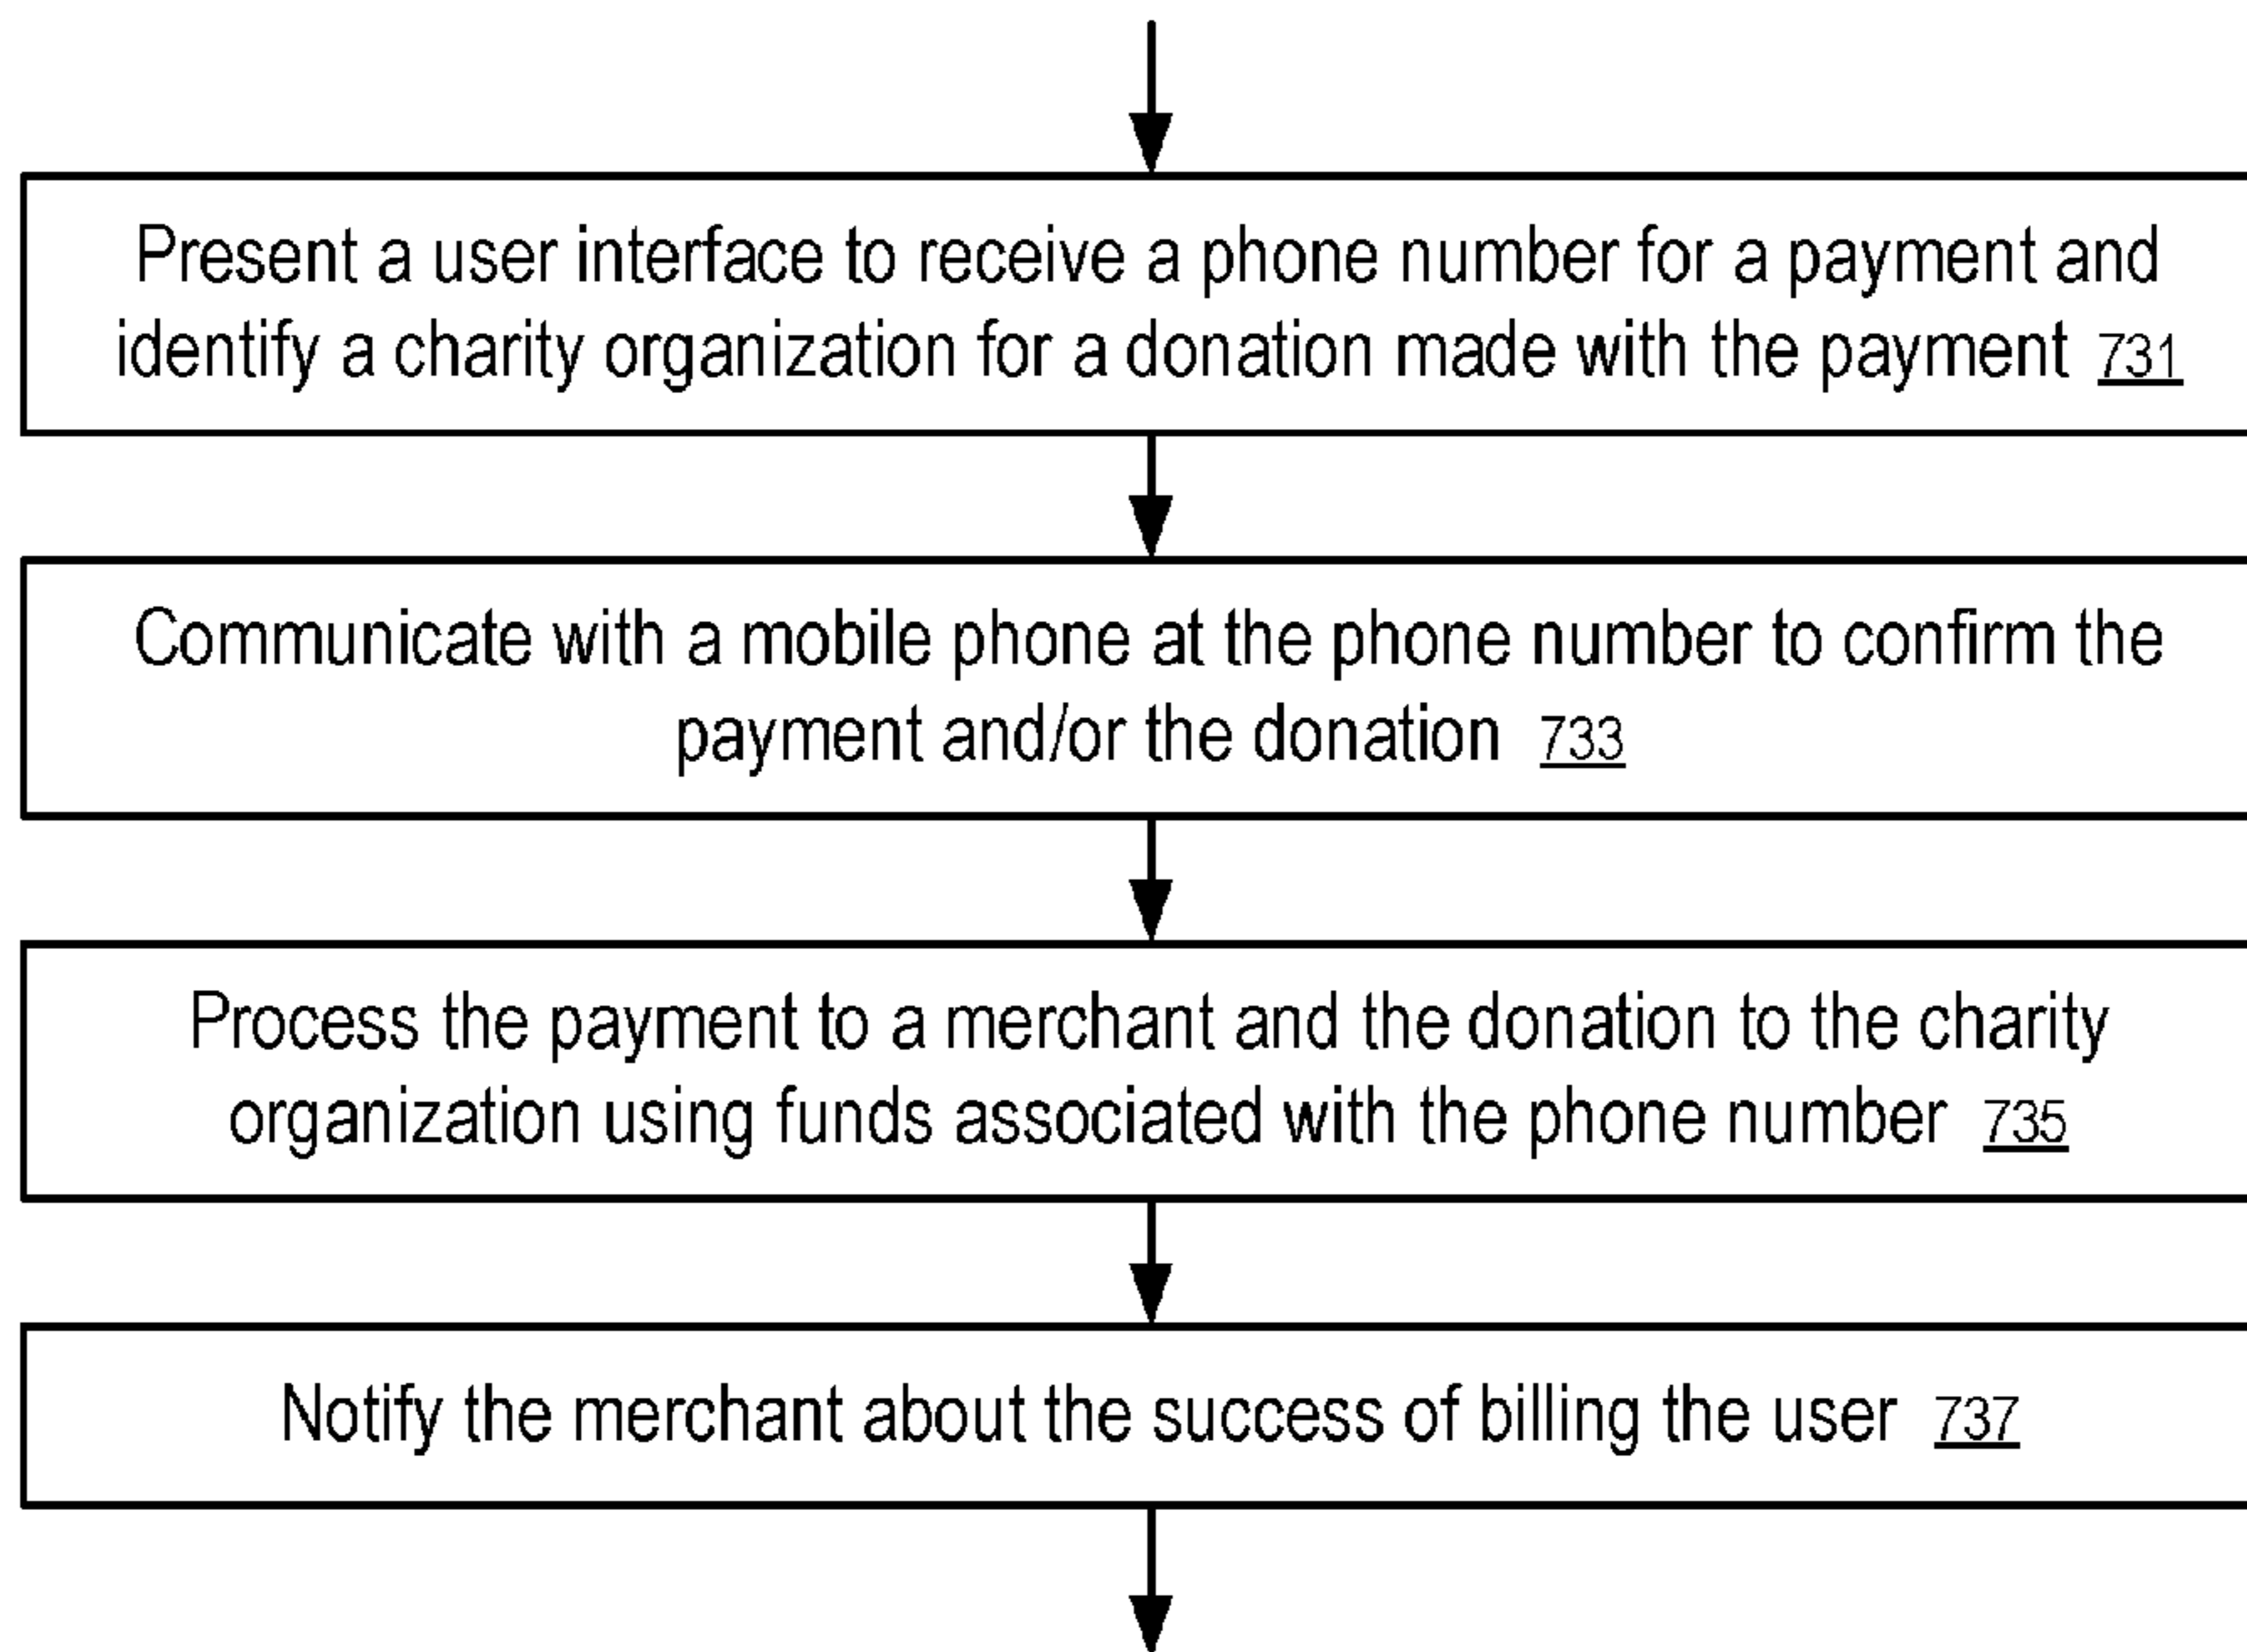 Present a user interface to receive a phone number for a payment and
identify a charity organization for a donation made with the payment 731
Communicate with a mobile phone at the phone number to confirm the
payment and/or the donation 733
Process the payment to a merchant and the donation to the charity
organization using funds associated with the phone number 735
Notify the merchant about the success of billing the user 737